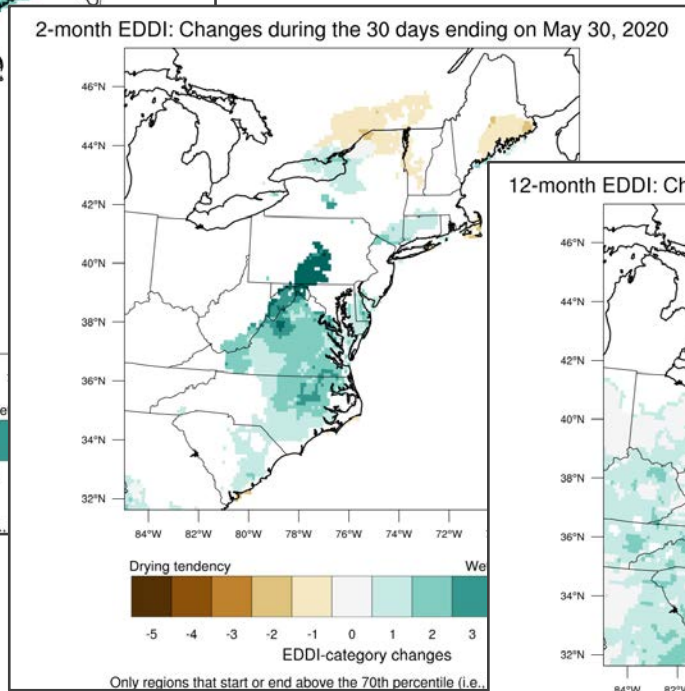 2-month EDDI: Changes during the 30 days ending on May 30, 2020
46°N
44°N
42°N
40°N
38°N
36°N
34°N
32°N
84°W 82°W 80°W 78°W 76°W 74°W 72°W
Drying tendency
-5 -4 -3 -2 -1 0 1 2 3
EDDI-category changes
Only regions that start or end above the 70th percentile (i.e.,
12-month EDDI: Ch
46°N
44°N
42°N
40°N
38°N
36°N
34°N
32°N
84°W